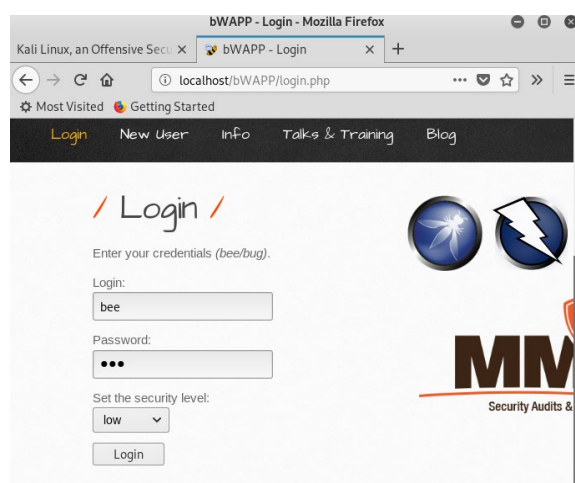 bWAPP - Login - Mozilla Firefox
Kali Linux, an Offensive Secu
bWAPP - Login
localhost/bWAPP/login.php
Most Visited Getting Started
Login New User Info Talks & Training Blog
/ Login /
Enter your credentials (bee/bug).
Login:
bee
Password:
●●●
Set the security level:
low
Login
MM
Security Audits &